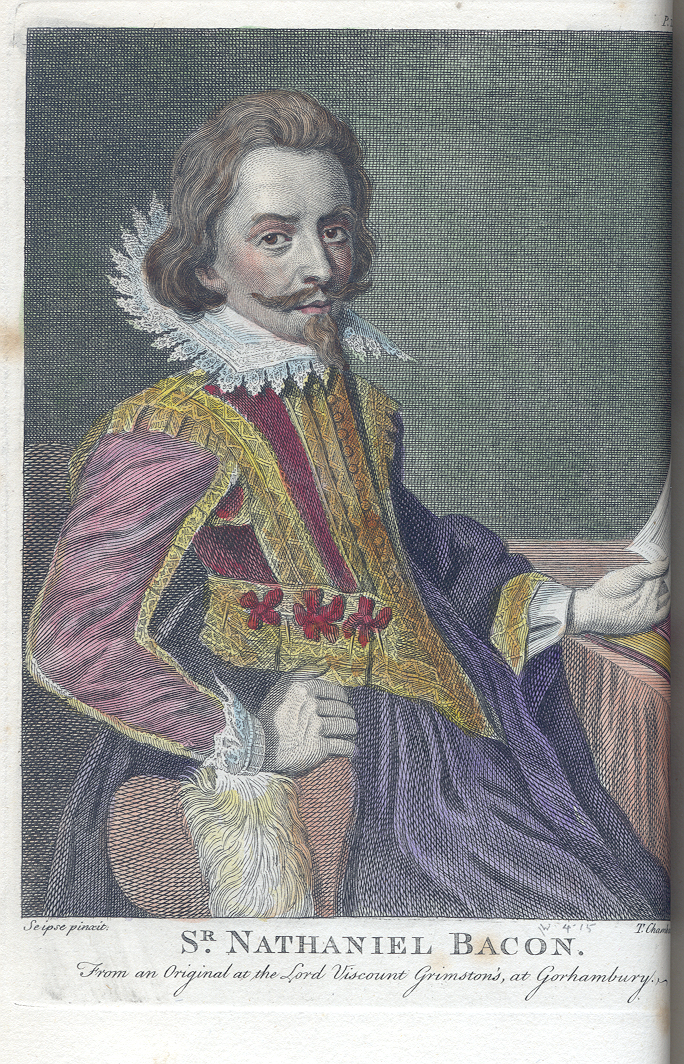 Se ipse pinxit.
Sᴿ. NATHANIEL BACON.
From an Original at the Lord Viscount Grimston's, at Gorhambury.